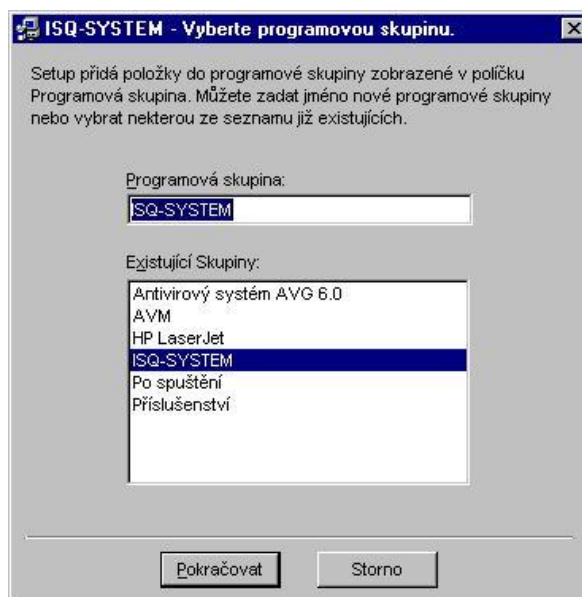 ISQ-SYSTEM - Vyberte programovou skupinu.
Setup přidá položky do programové skupiny zobrazené v políčku
Programová skupina. Můžete zadat jméno nové programové skupiny
nebo vybrat nekterou ze seznamu již existujících.
Programová skupina:
ISQ-SYSTEM
Existující Skupiny:
Antivirový systém AVG 6.0
AVM
HP LaserJet
ISQ-SYSTEM
Po spuštění
Příslušenství
Pokračovat
Storno